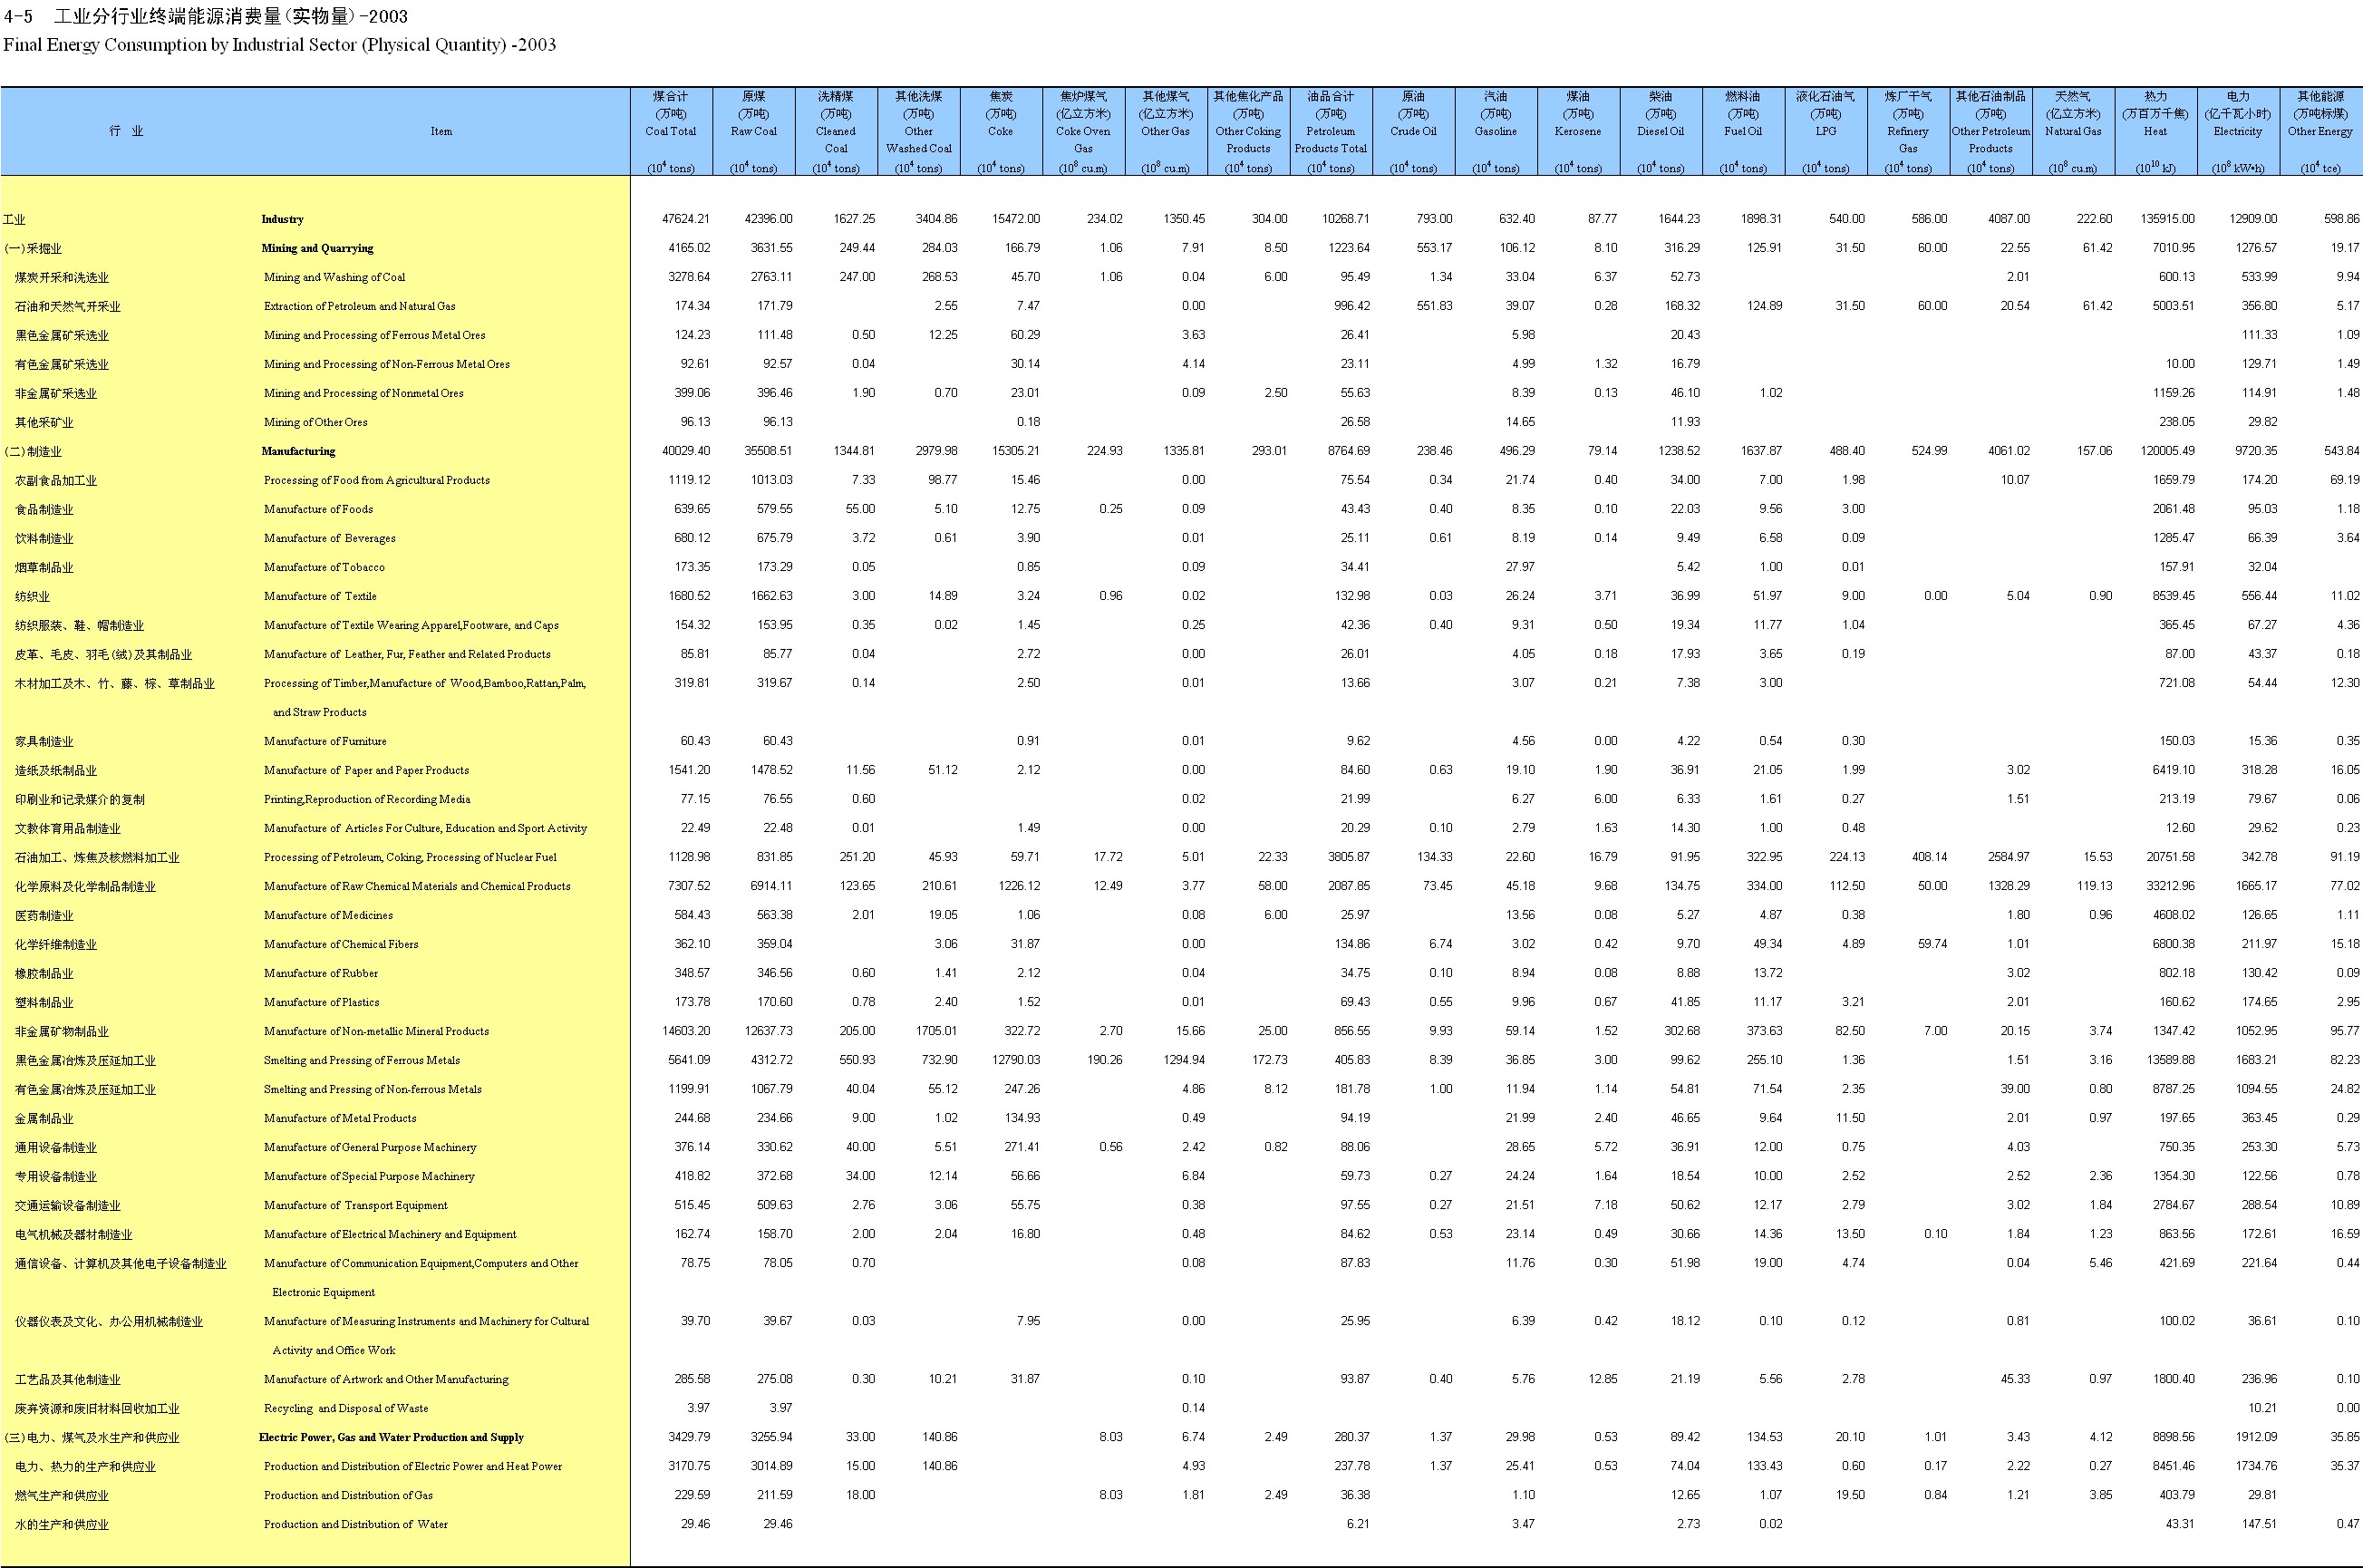 4-5 工业分行业终端能源消费量(实物量)-2003
Final Energy Consumption by Industrial Sector (Physical Quantity) -2003
行 业 Item 煤合计 原煤 洗精煤 其他洗煤 焦炭 焦炉煤气 其他煤气 其他焦化产品 油品合计 原油 汽油 煤油 柴油 燃料油 液化石油气 炼厂干气 其他石油制品 天然气 热力 电力 其他能源
(万吨) (万吨) (万吨) (万吨) (万吨) (亿立方米) (亿立方米) (万吨) (万吨) (万吨) (万吨) (万吨) (万吨) (万吨) (万吨) (万吨) (万吨) (亿立方米) (万百万千焦) (亿千瓦小时) (万吨标煤)
Coal Total Raw Coal Cleaned Other Coke Coke Oven Other Gas Other Coking Petroleum Crude Oil Gasoline Kerosene Diesel Oil Fuel Oil LPG Refinery Other Petroleum Natural Gas Heat Electricity Other Energy
Coal Washed Coal Gas Products Products Total Gas Products
(10⁴ tons) (10⁴ tons) (10⁴ tons) (10⁴ tons) (10⁴ tons) (10⁸ cu.m) (10⁸ cu.m) (10⁴ tons) (10⁴ tons) (10⁴ tons) (10⁴ tons) (10⁴ tons) (10⁴ tons) (10⁴ tons) (10⁴ tons) (10⁴ tons) (10⁴ tons) (10⁸ cu.m) (10¹⁰ kJ) (10⁸ kW•h) (10⁴ tce)
工业 Industry 47624.21 42396.00 1627.25 3404.86 15472.00 234.02 1350.45 304.00 10268.71 793.00 632.40 87.77 1644.23 1898.31 540.00 586.00 4087.00 222.60 135915.00 12909.00 598.86
(一)采掘业 Mining and Quarrying 4165.02 3631.55 249.44 284.03 166.79 1.06 7.91 8.50 1223.64 553.17 106.12 8.10 316.29 125.91 31.50 60.00 22.55 61.42 7010.95 1276.57 19.17
煤炭开采和洗选业 Mining and Washing of Coal 3278.64 2763.11 247.00 268.53 45.70 1.06 0.04 6.00 95.49 1.34 33.04 6.37 52.73 2.01 600.13 533.99 9.94
石油和天然气开采业 Extraction of Petroleum and Natural Gas 174.34 171.79 2.55 7.47 0.00 996.42 551.83 39.07 0.28 168.32 124.89 31.50 60.00 20.54 61.42 5003.51 356.80 5.17
黑色金属矿采选业 Mining and Processing of Ferrous Metal Ores 124.23 111.48 0.50 12.25 60.29 3.63 26.41 5.98 20.43 111.33 1.09
有色金属矿采选业 Mining and Processing of Non-Ferrous Metal Ores 92.61 92.57 0.04 30.14 4.14 23.11 4.99 1.32 16.79 10.00 129.71 1.49
非金属矿采选业 Mining and Processing of Nonmetal Ores 399.06 396.46 1.90 0.70 23.01 0.09 2.50 55.63 8.39 0.13 46.10 1.02 1159.26 114.91 1.48
其他采矿业 Mining of Other Ores 96.13 96.13 0.18 26.58 14.65 11.93 238.05 29.82
(二)制造业 Manufacturing 40029.40 35508.51 1344.81 2979.98 15305.21 224.93 1335.81 293.01 8764.69 238.46 496.29 79.14 1238.52 1637.87 488.40 524.99 4061.02 157.06 120005.49 9720.35 543.84
农副食品加工业 Processing of Food from Agricultural Products 1119.12 1013.03 7.33 98.77 15.46 0.00 75.54 0.34 21.74 0.40 34.00 7.00 1.98 10.07 1659.79 174.20 69.19
食品制造业 Manufacture of Foods 639.65 579.55 55.00 5.10 12.75 0.25 0.09 43.43 0.40 8.35 0.10 22.03 9.56 3.00 2061.48 95.03 1.18
饮料制造业 Manufacture of Beverages 680.12 675.79 3.72 0.61 3.90 0.01 25.11 0.61 8.19 0.14 9.49 6.58 0.09 1285.47 66.39 3.64
烟草制品业 Manufacture of Tobacco 173.35 173.29 0.05 0.85 0.09 34.41 27.97 5.42 1.00 0.01 157.91 32.04
纺织业 Manufacture of Textile 1680.52 1662.63 3.00 14.89 3.24 0.96 0.02 132.98 0.03 26.24 3.71 36.99 51.97 9.00 0.00 5.04 0.90 8539.45 556.44 11.02
纺织服装、鞋、帽制造业 Manufacture of Textile Wearing Apparel,Footware, and Caps 154.32 153.95 0.35 0.02 1.45 0.25 42.36 0.40 9.31 0.50 19.34 11.77 1.04 365.45 67.27 4.36
皮革、毛皮、羽毛(绒)及其制品业 Manufacture of Leather, Fur, Feather and Related Products 85.81 85.77 0.04 2.72 0.00 26.01 4.05 0.18 17.93 3.65 0.19 87.00 43.37 0.18
木材加工及木、竹、藤、棕、草制品业 Processing of Timber,Manufacture of Wood,Bamboo,Rattan,Palm, 319.81 319.67 0.14 2.50 0.01 13.66 3.07 0.21 7.38 3.00 721.08 54.44 12.30
and Straw Products
家具制造业 Manufacture of Furniture 60.43 60.43 0.91 0.01 9.62 4.56 0.00 4.22 0.54 0.30 150.03 15.36 0.35
造纸及纸制品业 Manufacture of Paper and Paper Products 1541.20 1478.52 11.56 51.12 2.12 0.00 84.60 0.63 19.10 1.90 36.91 21.05 1.99 3.02 6419.10 318.28 16.05
印刷业和记录媒介的复制 Printing,Reproduction of Recording Media 77.15 76.55 0.60 0.02 21.99 6.27 6.00 6.33 1.61 0.27 1.51 213.19 79.67 0.06
文教体育用品制造业 Manufacture of Articles For Culture, Education and Sport Activity 22.49 22.48 0.01 1.49 0.00 20.29 0.10 2.79 1.63 14.30 1.00 0.48 12.60 29.62 0.23
石油加工、炼焦及核燃料加工业 Processing of Petroleum, Coking, Processing of Nuclear Fuel 1128.98 831.85 251.20 45.93 59.71 17.72 5.01 22.33 3805.87 134.33 22.60 16.79 91.95 322.95 224.13 408.14 2584.97 15.53 20751.58 342.78 91.19
化学原料及化学制品制造业 Manufacture of Raw Chemical Materials and Chemical Products 7307.52 6914.11 123.65 210.61 1226.12 12.49 3.77 58.00 2087.85 73.45 45.18 9.68 134.75 334.00 112.50 50.00 1328.29 119.13 33212.96 1665.17 77.02
医药制造业 Manufacture of Medicines 584.43 563.38 2.01 19.05 1.06 0.08 6.00 25.97 13.56 0.08 5.27 4.87 0.38 1.80 0.96 4608.02 126.65 1.11
化学纤维制造业 Manufacture of Chemical Fibers 362.10 359.04 3.06 31.87 0.00 134.86 6.74 3.02 0.42 9.70 49.34 4.89 59.74 1.01 6800.38 211.97 15.18
橡胶制品业 Manufacture of Rubber 348.57 346.56 0.60 1.41 2.12 0.04 34.75 0.10 8.94 0.08 8.88 13.72 3.02 802.18 130.42 0.09
塑料制品业 Manufacture of Plastics 173.78 170.60 0.78 2.40 1.52 0.01 69.43 0.55 9.96 0.67 41.85 11.17 3.21 2.01 160.62 174.65 2.95
非金属矿物制品业 Manufacture of Non-metallic Mineral Products 14603.20 12637.73 205.00 1705.01 322.72 2.70 15.66 25.00 856.55 9.93 59.14 1.52 302.68 373.63 82.50 7.00 20.15 3.74 1347.42 1052.95 95.77
黑色金属冶炼及压延加工业 Smelting and Pressing of Ferrous Metals 5641.09 4312.72 550.93 732.90 12790.03 190.26 1294.94 172.73 405.83 8.39 36.85 3.00 99.62 255.10 1.36 1.51 3.16 13589.88 1683.21 82.23
有色金属冶炼及压延加工业 Smelting and Pressing of Non-ferrous Metals 1199.91 1067.79 40.04 55.12 247.26 4.86 8.12 181.78 1.00 11.94 1.14 54.81 71.54 2.35 39.00 0.80 8787.25 1094.55 24.82
金属制品业 Manufacture of Metal Products 244.68 234.66 9.00 1.02 134.93 0.49 94.19 21.99 2.40 46.65 9.64 11.50 2.01 0.97 197.65 363.45 0.29
通用设备制造业 Manufacture of General Purpose Machinery 376.14 330.62 40.00 5.51 271.41 0.56 2.42 0.82 88.06 28.65 5.72 36.91 12.00 0.75 4.03 750.35 253.30 5.73
专用设备制造业 Manufacture of Special Purpose Machinery 418.82 372.68 34.00 12.14 56.66 6.84 59.73 0.27 24.24 1.64 18.54 10.00 2.52 2.52 2.36 1354.30 122.56 0.78
交通运输设备制造业 Manufacture of Transport Equipment 515.45 509.63 2.76 3.06 55.75 0.38 97.55 0.27 21.51 7.18 50.62 12.17 2.79 3.02 1.84 2784.67 288.54 10.89
电气机械及器材制造业 Manufacture of Electrical Machinery and Equipment 162.74 158.70 2.00 2.04 16.80 0.48 84.62 0.53 23.14 0.49 30.66 14.36 13.50 0.10 1.84 1.23 863.56 172.61 16.59
通信设备、计算机及其他电子设备制造业 Manufacture of Communication Equipment,Computers and Other 78.75 78.05 0.70 0.08 87.83 11.76 0.30 51.98 19.00 4.74 0.04 5.46 421.69 221.64 0.44
Electronic Equipment
仪器仪表及文化、办公用机械制造业 Manufacture of Measuring Instruments and Machinery for Cultural 39.70 39.67 0.03 7.95 0.00 25.95 6.39 0.42 18.12 0.10 0.12 0.81 100.02 36.61 0.10
Activity and Office Work
工艺品及其他制造业 Manufacture of Artwork and Other Manufacturing 285.58 275.08 0.30 10.21 31.87 0.10 93.87 0.40 5.76 12.85 21.19 5.56 2.78 45.33 0.97 1800.40 236.96 0.10
废弃资源和废旧材料回收加工业 Recycling and Disposal of Waste 3.97 3.97 0.14 10.21 0.00
(三)电力、煤气及水生产和供应业 Electric Power, Gas and Water Production and Supply 3429.79 3255.94 33.00 140.86 8.03 6.74 2.49 280.37 1.37 29.98 0.53 89.42 134.53 20.10 1.01 3.43 4.12 8898.56 1912.09 35.85
电力、热力的生产和供应业 Production and Distribution of Electric Power and Heat Power 3170.75 3014.89 15.00 140.86 4.93 237.78 1.37 25.41 0.53 74.04 133.43 0.60 0.17 2.22 0.27 8451.46 1734.76 35.37
燃气生产和供应业 Production and Distribution of Gas 229.59 211.59 18.00 8.03 1.81 2.49 36.38 1.10 12.65 1.07 19.50 0.84 1.21 3.85 403.79 29.81
水的生产和供应业 Production and Distribution of Water 29.46 29.46 6.21 3.47 2.73 0.02 43.31 147.51 0.47